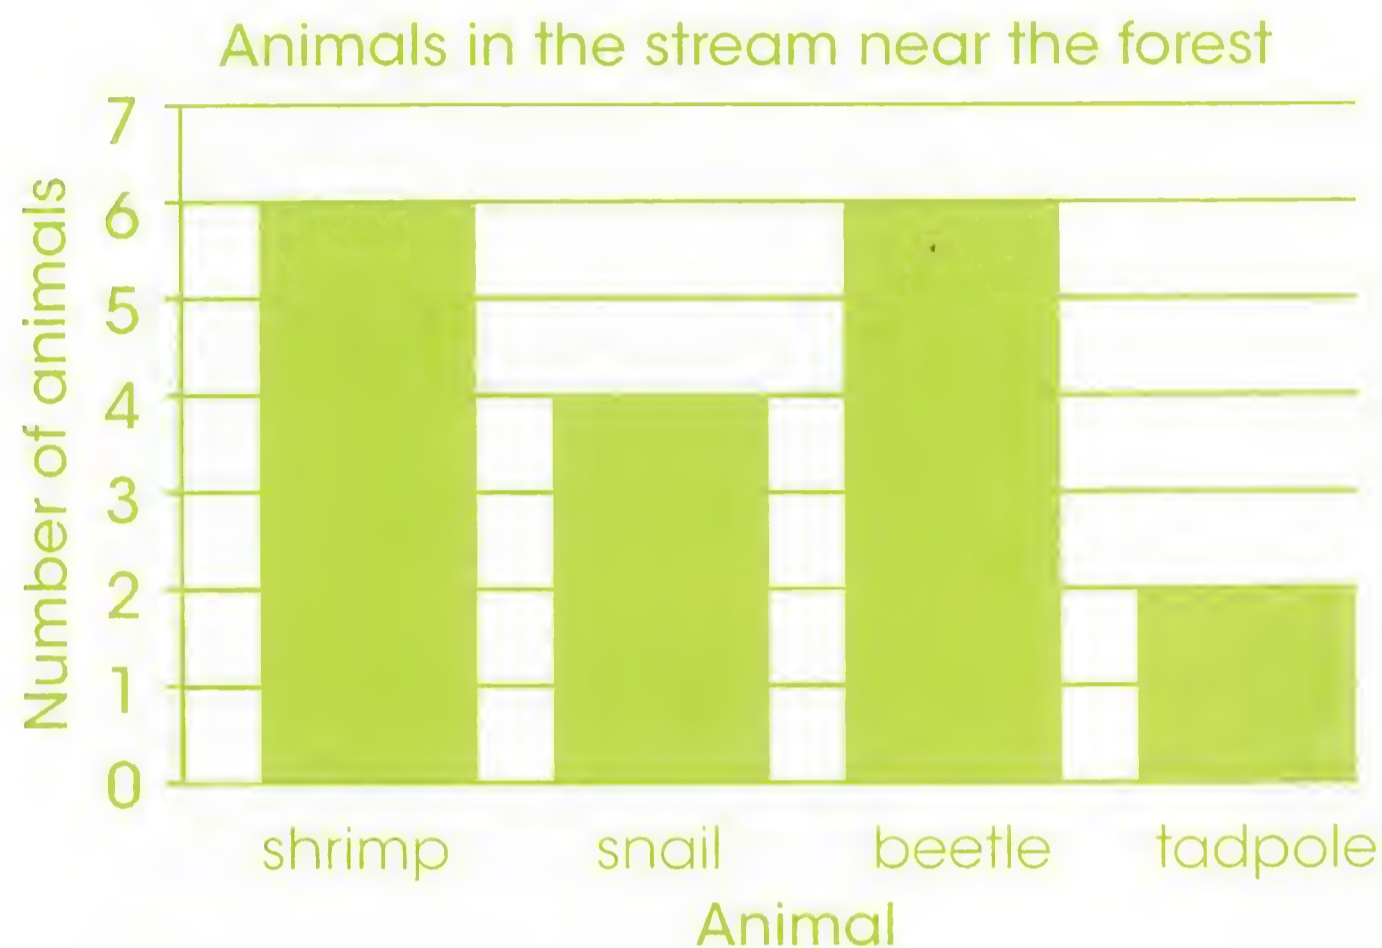 Animals in the stream near the forest
Number of animals
7
6
5
4
3
2
1
0
shrimp snail beetle tadpole
Animal